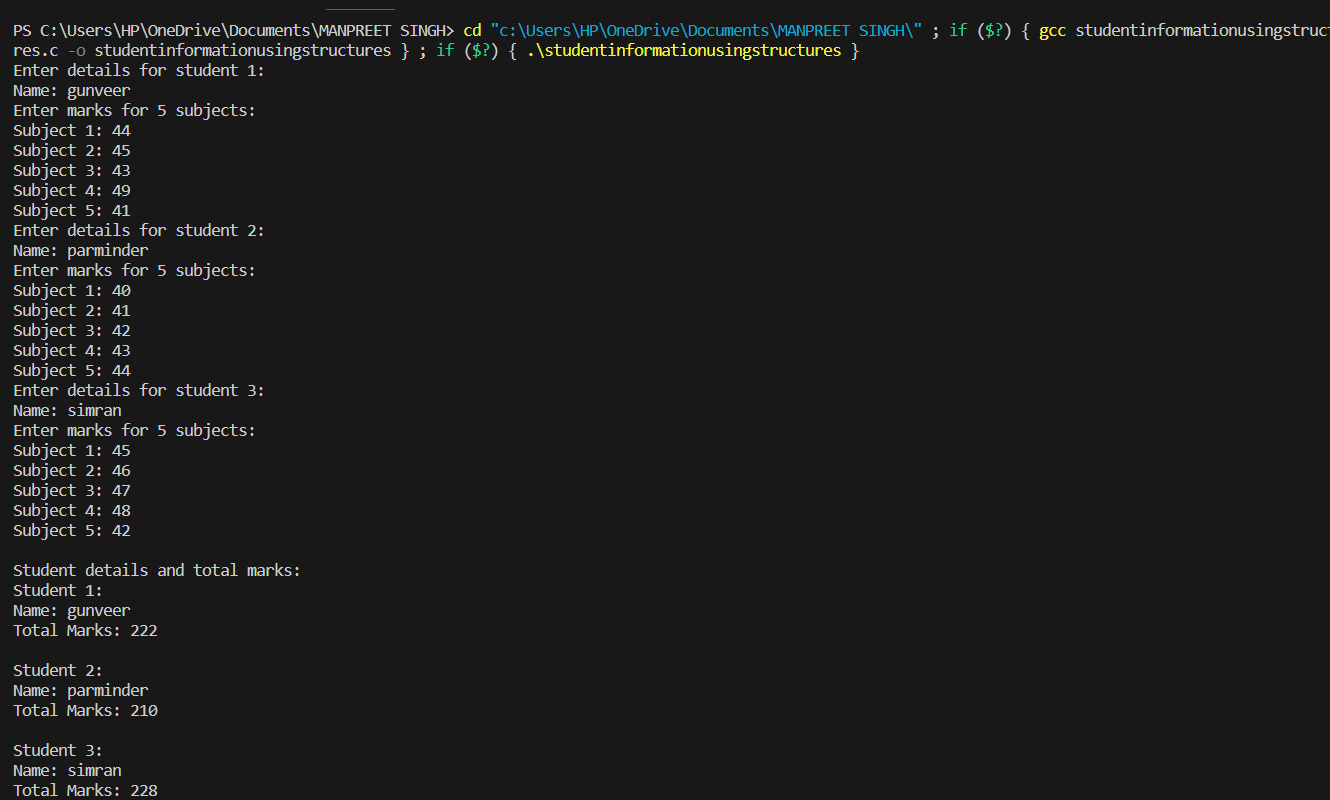 PS C:\Users\HP\OneDrive\Documents\MANPREET SINGH> cd "c:\Users\HP\OneDrive\Documents\MANPREET SINGH\" ; if ($?) { gcc studentinformationusingstruct
res.c -o studentinformationusingstructures } ; if ($?) { .\studentinformationusingstructures }
Enter details for student 1:
Name: gunveer
Enter marks for 5 subjects:
Subject 1: 44
Subject 2: 45
Subject 3: 43
Subject 4: 49
Subject 5: 41
Enter details for student 2:
Name: parminder
Enter marks for 5 subjects:
Subject 1: 40
Subject 2: 41
Subject 3: 42
Subject 4: 43
Subject 5: 44
Enter details for student 3:
Name: simran
Enter marks for 5 subjects:
Subject 1: 45
Subject 2: 46
Subject 3: 47
Subject 4: 48
Subject 5: 42
Student details and total marks:
Student 1:
Name: gunveer
Total Marks: 222
Student 2:
Name: parminder
Total Marks: 210
Student 3:
Name: simran
Total Marks: 228